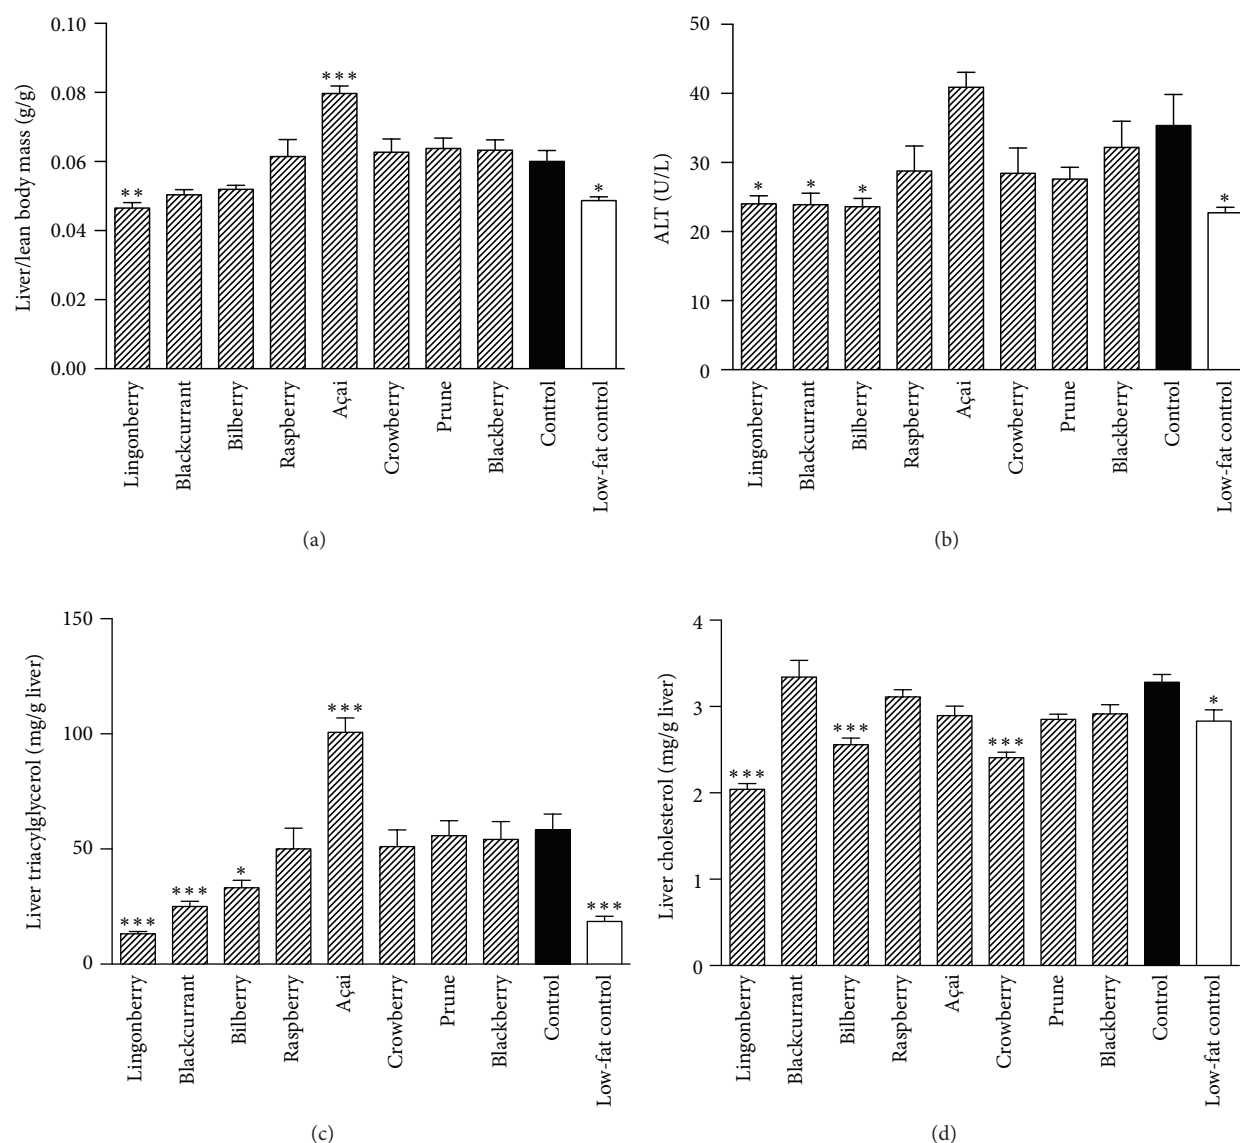 Liver/lean body mass (g/g)
0.10
0.08
0.06
0.04
0.02
0.00
**
***
*
Lingonberry
Blackcurrant
Bilberry
Raspberry
Açai
Crowberry
Prune
Blackberry
Control
Low-fat control
(a)
ALT (U/L)
50
40
30
20
10
0
*
*
*
*
Lingonberry
Blackcurrant
Bilberry
Raspberry
Açai
Crowberry
Prune
Blackberry
Control
Low-fat control
(b)
Liver triacylglycerol (mg/g liver)
150
100
50
0
***
***
*
***
***
Lingonberry
Blackcurrant
Bilberry
Raspberry
Açai
Crowberry
Prune
Blackberry
Control
Low-fat control
(c)
Liver cholesterol (mg/g liver)
4
3
2
1
0
***
***
***
*
Lingonberry
Blackcurrant
Bilberry
Raspberry
Açai
Crowberry
Prune
Blackberry
Control
Low-fat control
(d)